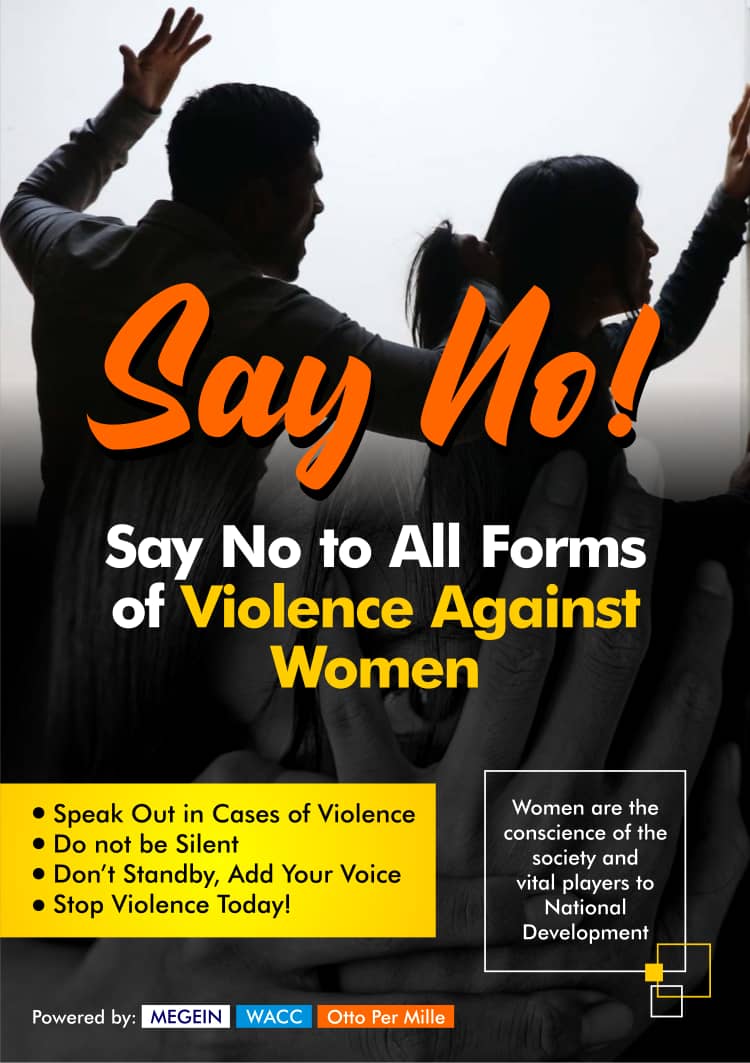 Say No!
Say No to All Forms
of Violence Against
Women
• Speak Out in Cases of Violence
• Do not be Silent
• Don't Standby, Add Your Voice
• Stop Violence Today!
Women are the
conscience of the
society and
vital players to
National
Development
Powered by: MEGEIN WACC Otto Per Mille